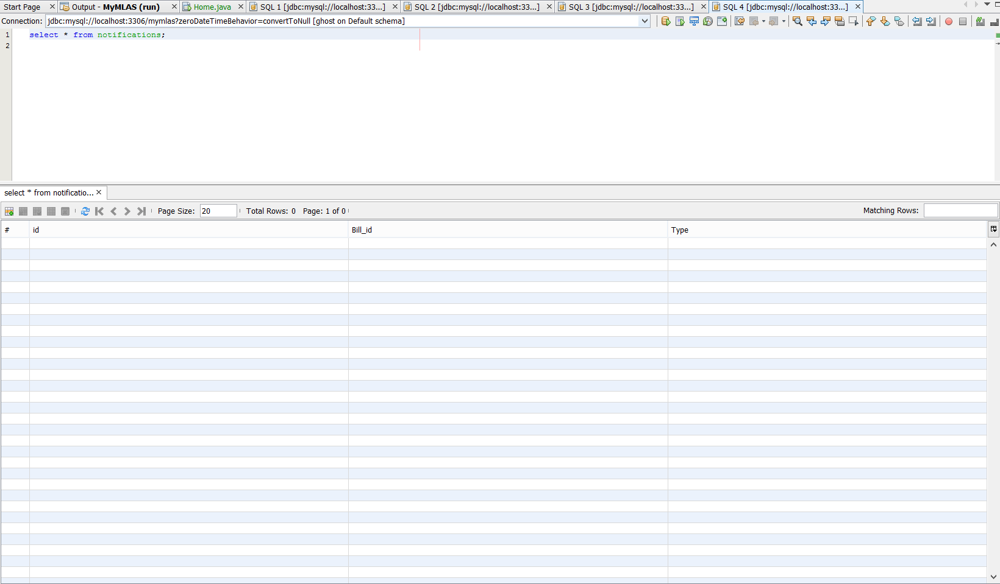 Start Page Output - MyMLAS (run) Home.java SQL 1 [jdbc:mysql://localhost:33...] SQL 2 [jdbc:mysql://localhost:33...] SQL 3 [jdbc:mysql://localhost:33...] SQL 4 [jdbc:mysql://localhost:33...]
Connection: jdbc:mysql://localhost:3306/mymlas?zeroDateTimeBehavior=convertToNull [ghost on Default schema]
1 select * from notifications;
2
select * from notificatio...
Page Size: 20 Total Rows: 0 Page: 1 of 0 Matching Rows:
# id Bill_id Type